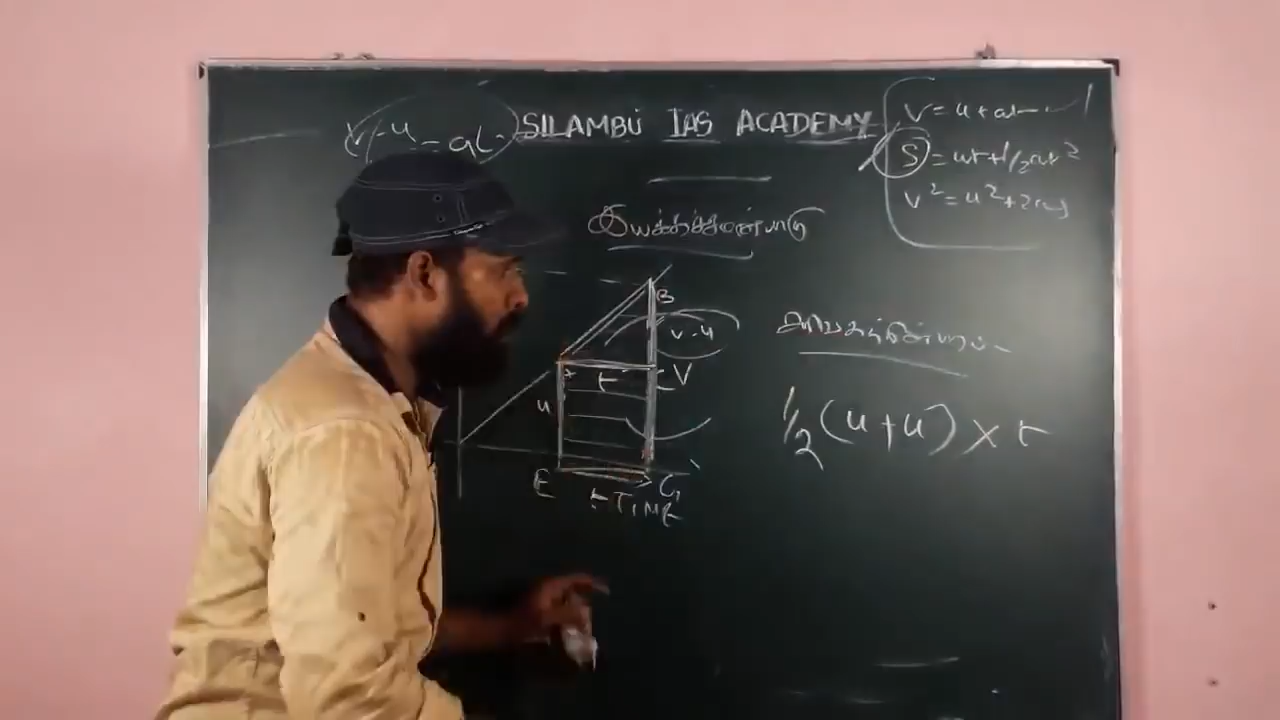 v - u = at
SILAMBU IAS ACADEMY
v = u + at
S = ut + 1/2 at²
v² = u² + 2as
இயக்கச்சமன்பாடு
B
v - u
t
V
u
E
C
t TIME
1/2 (u + u) × t